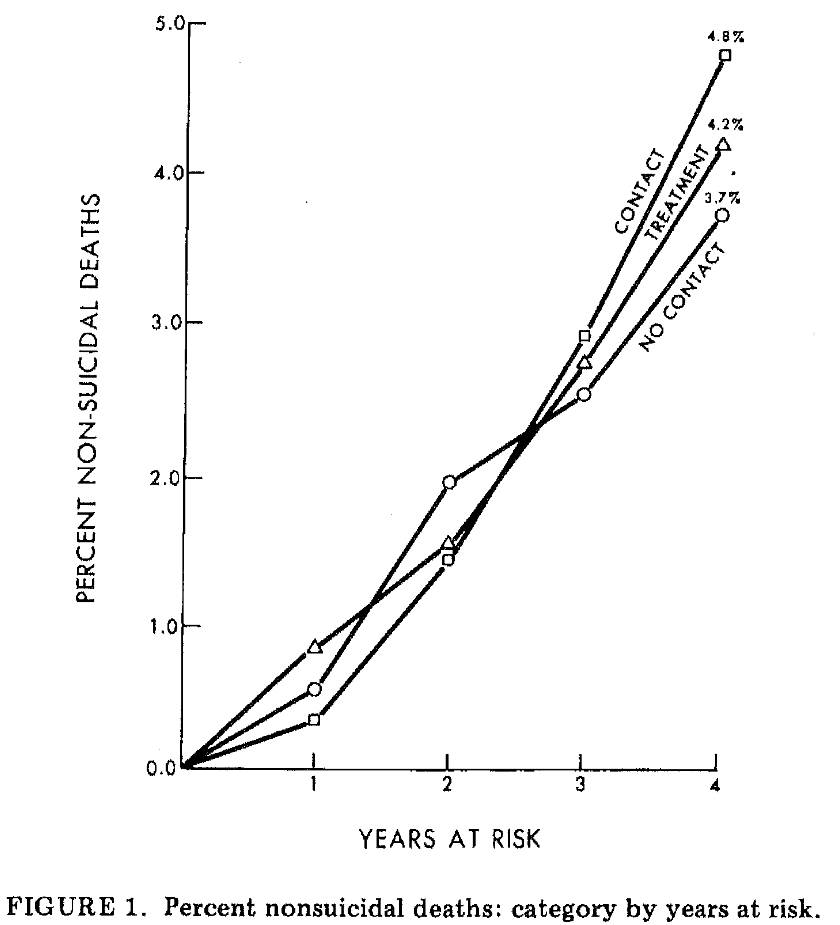 5.0
4.8%
4.2%
4.0
CONTACT
TREATMENT
3.7%
NO CONTACT
PERCENT NON-SUICIDAL DEATHS
3.0
2.0
1.0
0.0
1 2 3 4
YEARS AT RISK
FIGURE 1. Percent nonsuicidal deaths: category by years at risk.